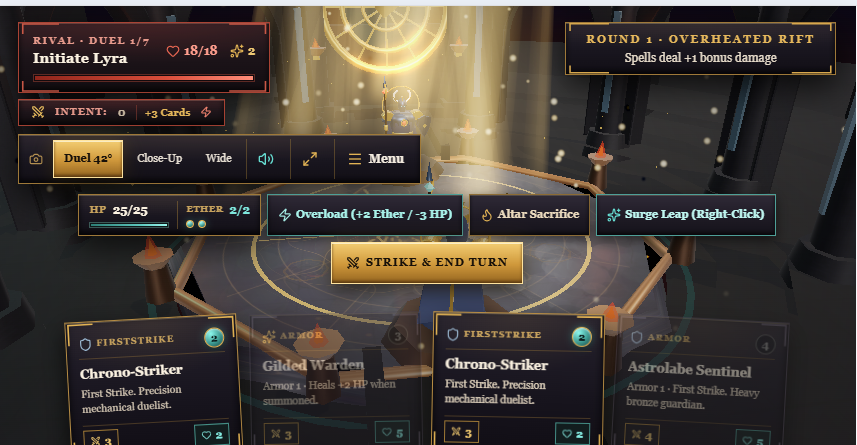 RIVAL · DUEL 1/7
Initiate Lyra
18/18
2
ROUND 1 · OVERHEATED RIFT
Spells deal +1 bonus damage
INTENT: 0 +3 Cards
Duel 42° Close-Up Wide Menu
HP 25/25
ETHER 2/2
Overload (+2 Ether / -3 HP)
Altar Sacrifice
Surge Leap (Right-Click)
STRIKE & END TURN
FIRSTSTRIKE 2
Chrono-Striker
First Strike. Precision
mechanical duelist.
3 2
ARMOR 3
Gilded Warden
Armor 1 · Heals +2 HP when
summoned.
3 5
FIRSTSTRIKE 2
Chrono-Striker
First Strike. Precision
mechanical duelist.
3 2
ARMOR 4
Astrolabe Sentinel
Armor 1 · First Strike. Heavy
bronze guardian.
4 5